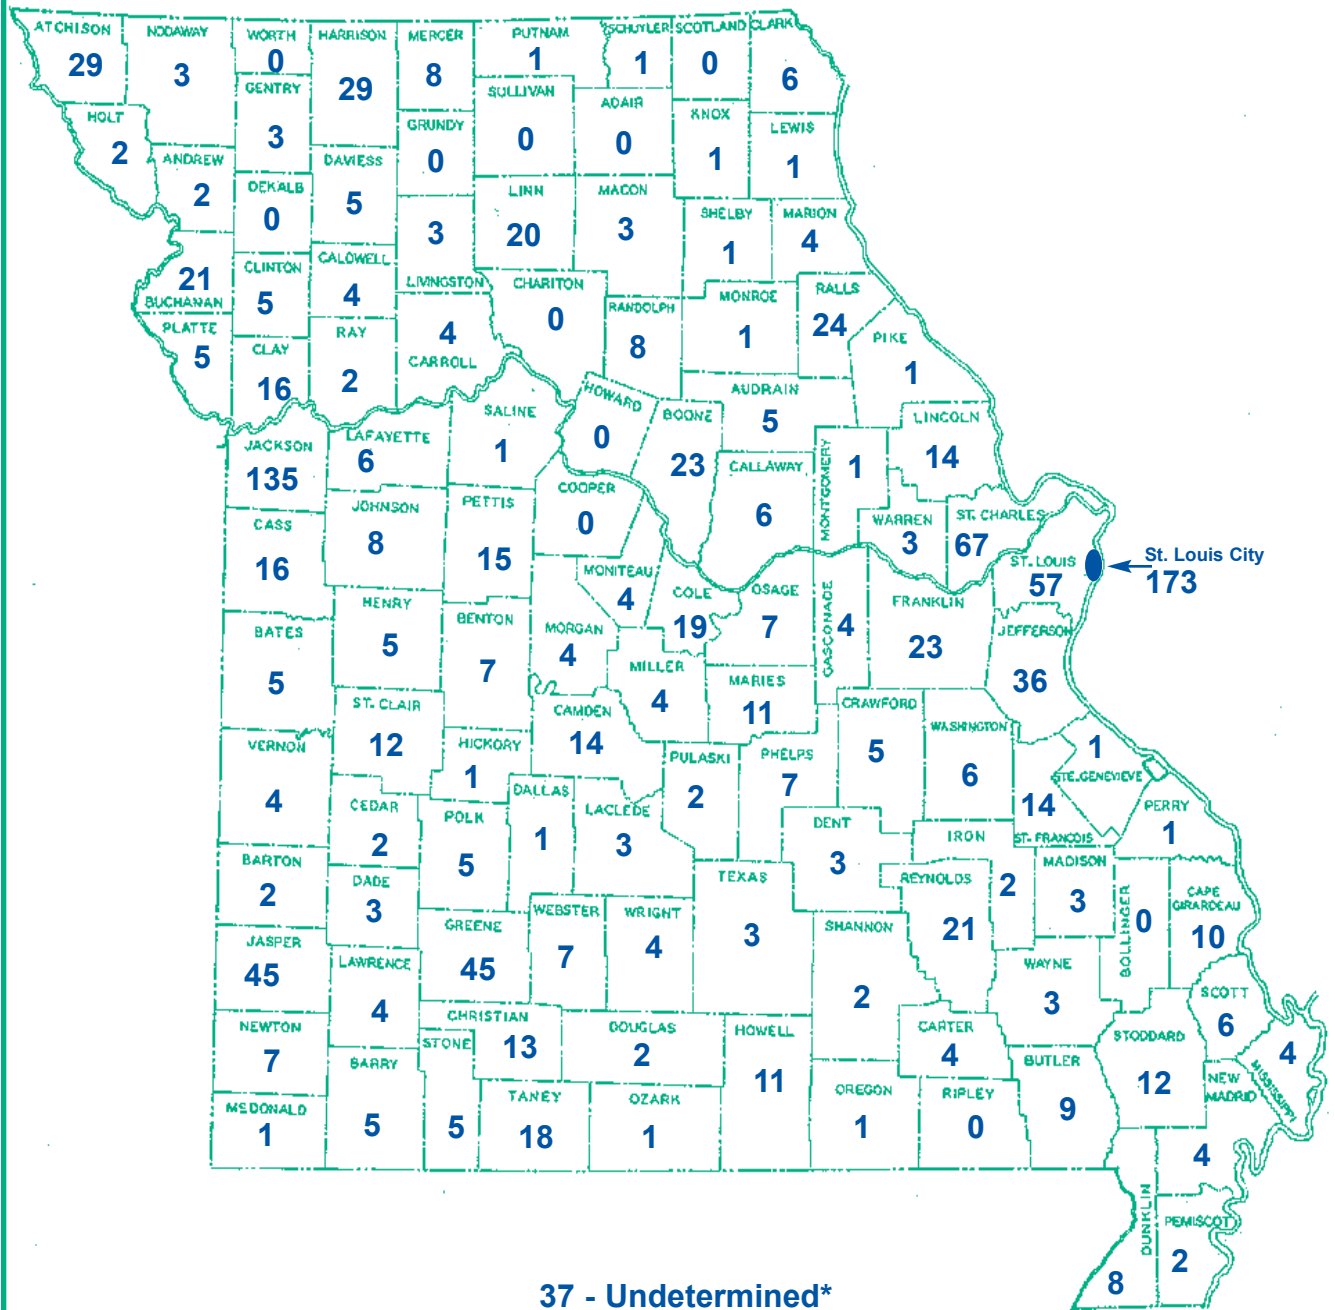 ATCHISON
29
NODAWAY
3
WORTH
0
HARRISON
29
MERCER
8
PUTNAM
1
SCHUYLER
1
SCOTLAND
0
CLARK
6
HOLT
2
GENTRY
3
SULLIVAN
0
ADAIR
0
KNOX
1
LEWIS
1
ANDREW
2
DEKALB
0
DAVIESS
5
GRUNDY
0
LINN
20
MACON
3
SHELBY
1
MARION
4
21
BUCHANAN
CLINTON
5
CALDWELL
4
3
LIVINGSTON
CHARITON
0
RANDOLPH
8
MONROE
1
RALLS
24
PIKE
1
PLATTE
5
CLAY
16
RAY
2
4
CARROLL
SALINE
1
HOWARD
0
BOONE
23
AUDRAIN
5
LINCOLN
14
JACKSON
135
LAFAYETTE
6
CALLAWAY
6
MONTGOMERY
1
WARREN
3
ST. CHARLES
67
ST. LOUIS
57
St. Louis City
173
CASS
16
JOHNSON
8
PETTIS
15
COOPER
0
MONITEAU
4
COLE
19
OSAGE
7
GASCONADE
4
FRANKLIN
23
JEFFERSON
36
BATES
5
HENRY
5
BENTON
7
MORGAN
4
MILLER
4
MARIES
11
CRAWFORD
5
WASHINGTON
6
1
STE. GENEVIEVE
VERNON
4
ST. CLAIR
12
HICKORY
1
CAMDEN
14
PULASKI
2
PHELPS
7
14
ST. FRANCOIS
PERRY
1
CEDAR
2
POLK
5
DALLAS
1
LACLEDE
3
DENT
3
IRON
2
MADISON
3
BOLLINGER
0
CAPE
GIRARDEAU
10
BARTON
2
DADE
3
GREENE
45
WEBSTER
7
WRIGHT
4
TEXAS
3
SHANNON
2
REYNOLDS
21
WAYNE
3
SCOTT
6
JASPER
45
LAWRENCE
4
CHRISTIAN
13
DOUGLAS
2
HOWELL
11
CARTER
4
BUTLER
9
STODDARD
12
4
MISSISSIPPI
NEWTON
7
BARRY
5
STONE
5
TANEY
18
OZARK
1
OREGON
1
RIPLEY
0
NEW
MADRID
4
MCDONALD
1
DUNKLIN
8
PEMISCOT
2
37 - Undetermined*